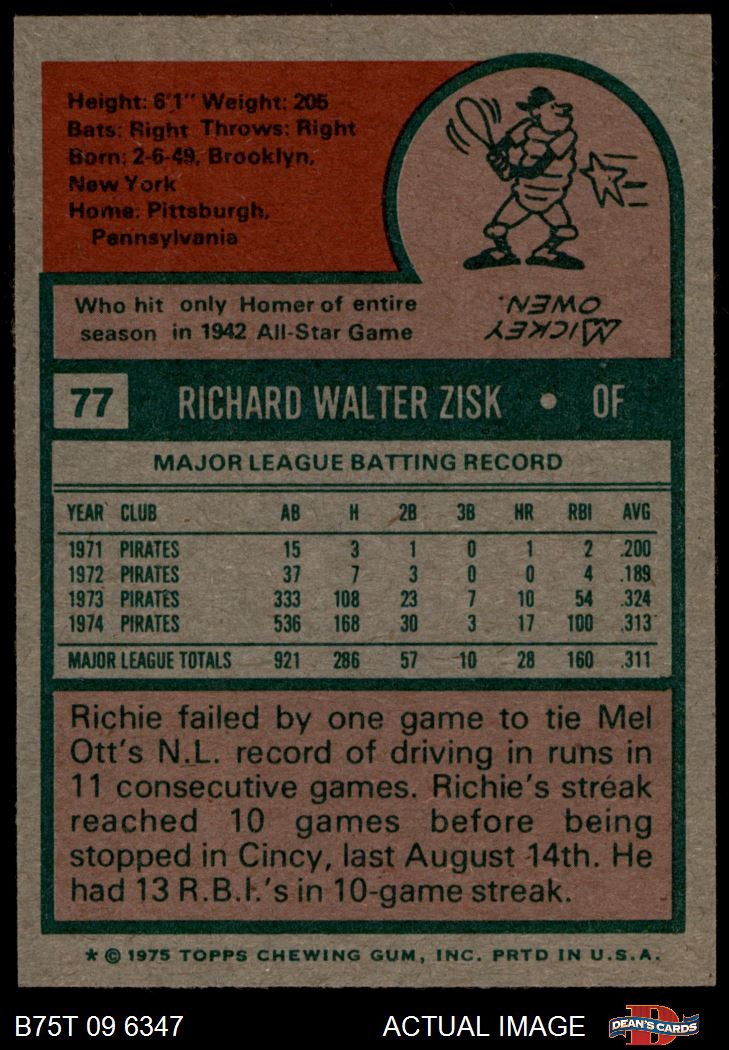 Height: 6'1" Weight: 205
Bats: Right Throws: Right
Born: 2-6-49, Brooklyn,
New York
Home: Pittsburgh,
Pennsylvania
Who hit only Homer of entire
season in 1942 All-Star Game
MICKEY
OWEN.
77 RICHARD WALTER ZISK • OF
MAJOR LEAGUE BATTING RECORD
YEAR CLUB AB H 2B 3B HR RBI AVG
1971 PIRATES 15 3 1 0 1 2 .200
1972 PIRATES 37 7 3 0 0 4 .189
1973 PIRATES 333 108 23 7 10 54 .324
1974 PIRATES 536 168 30 3 17 100 .313
MAJOR LEAGUE TOTALS 921 286 57 10 28 160 .311
Richie failed by one game to tie Mel
Ott's N.L. record of driving in runs in
11 consecutive games. Richie's streak
reached 10 games before being
stopped in Cincy, last August 14th. He
had 13 R.B.I.'s in 10-game streak.
* © 1975 TOPPS CHEWING GUM, INC. PRTD IN U.S.A.
B75T 09 6347 ACTUAL IMAGE DEAN'S CARDS